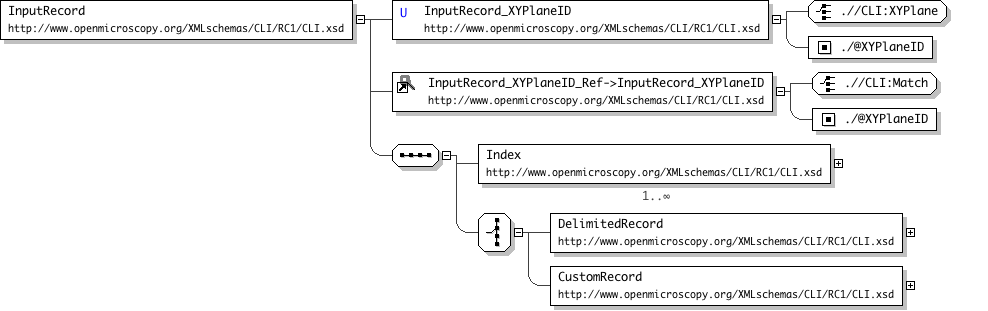 InputRecord
http://www.openmicroscopy.org/XMLschemas/CLI/RC1/CLI.xsd
U InputRecord_XYPlaneID
http://www.openmicroscopy.org/XMLschemas/CLI/RC1/CLI.xsd
.//CLI:XYPlane
./@XYPlaneID
InputRecord_XYPlaneID_Ref->InputRecord_XYPlaneID
http://www.openmicroscopy.org/XMLschemas/CLI/RC1/CLI.xsd
.//CLI:Match
./@XYPlaneID
Index
http://www.openmicroscopy.org/XMLschemas/CLI/RC1/CLI.xsd
1..∞
DelimitedRecord
http://www.openmicroscopy.org/XMLschemas/CLI/RC1/CLI.xsd
CustomRecord
http://www.openmicroscopy.org/XMLschemas/CLI/RC1/CLI.xsd